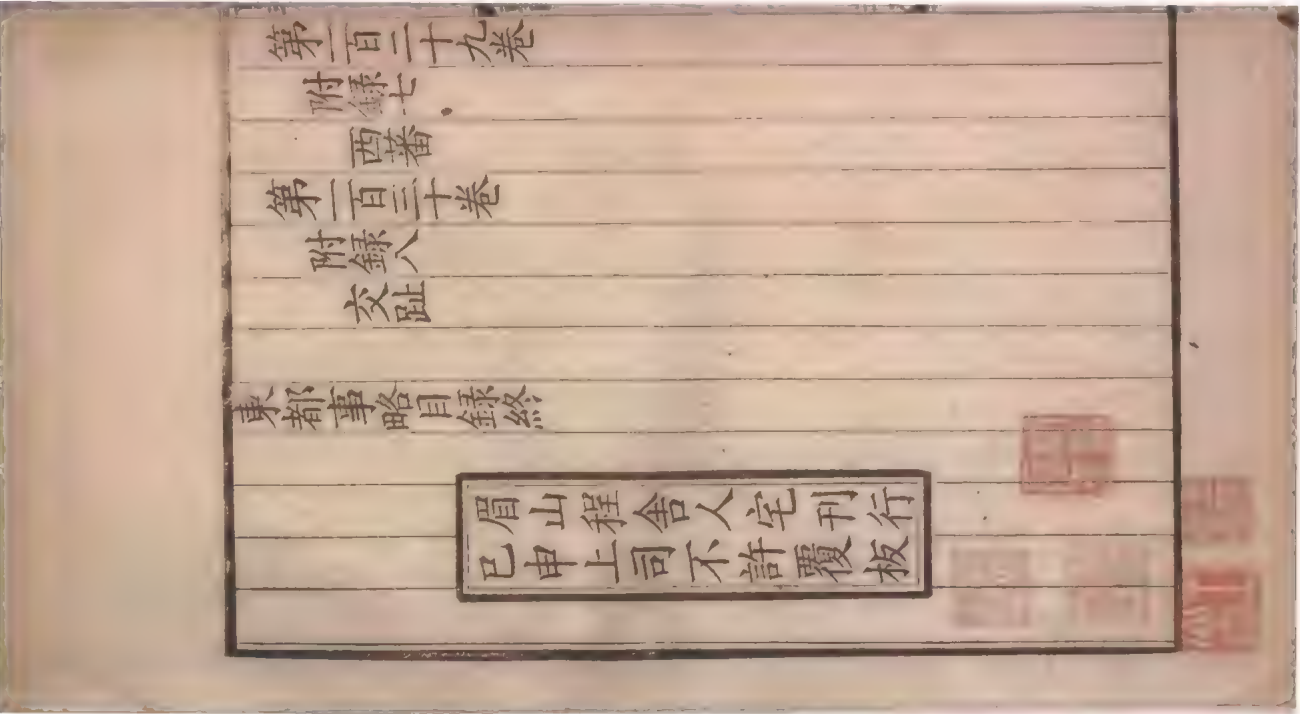 第一百二十九卷
附錄七
西蕃
第一百三十卷
附錄八
交趾
東都事略目錄終
眉山程舍人宅刊行
已申上司不許覆板